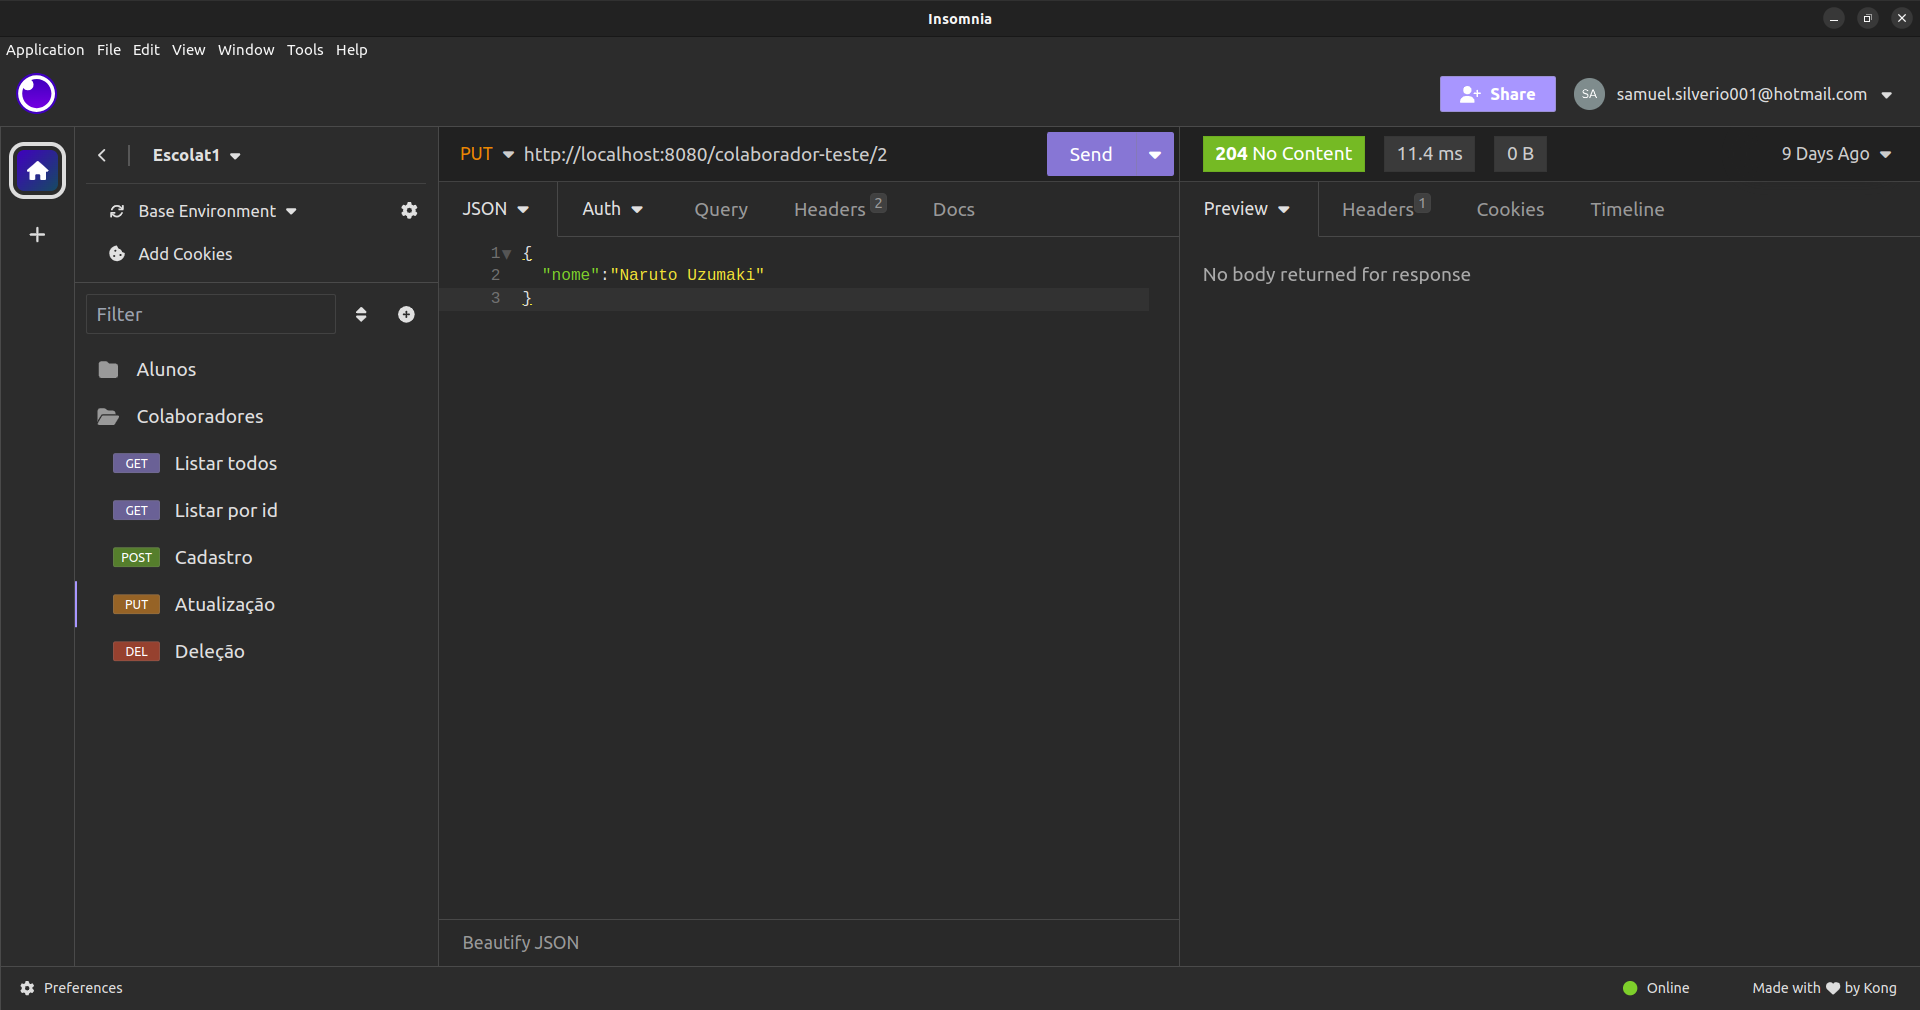 Insomnia
Application File Edit View Window Tools Help
Share
SA samuel.silverio001@hotmail.com
Escolat1
Base Environment
Add Cookies
Filter
Alunos
Colaboradores
GET Listar todos
GET Listar por id
POST Cadastro
PUT Atualização
DEL Deleção
PUT http://localhost:8080/colaborador-teste/2
Send
JSON Auth Query Headers 2 Docs
1 {
2 "nome":"Naruto Uzumaki"
3 }
Beautify JSON
204 No Content 11.4 ms 0 B 9 Days Ago
Preview Headers 1 Cookies Timeline
No body returned for response
Preferences
Online
Made with ♥ by Kong